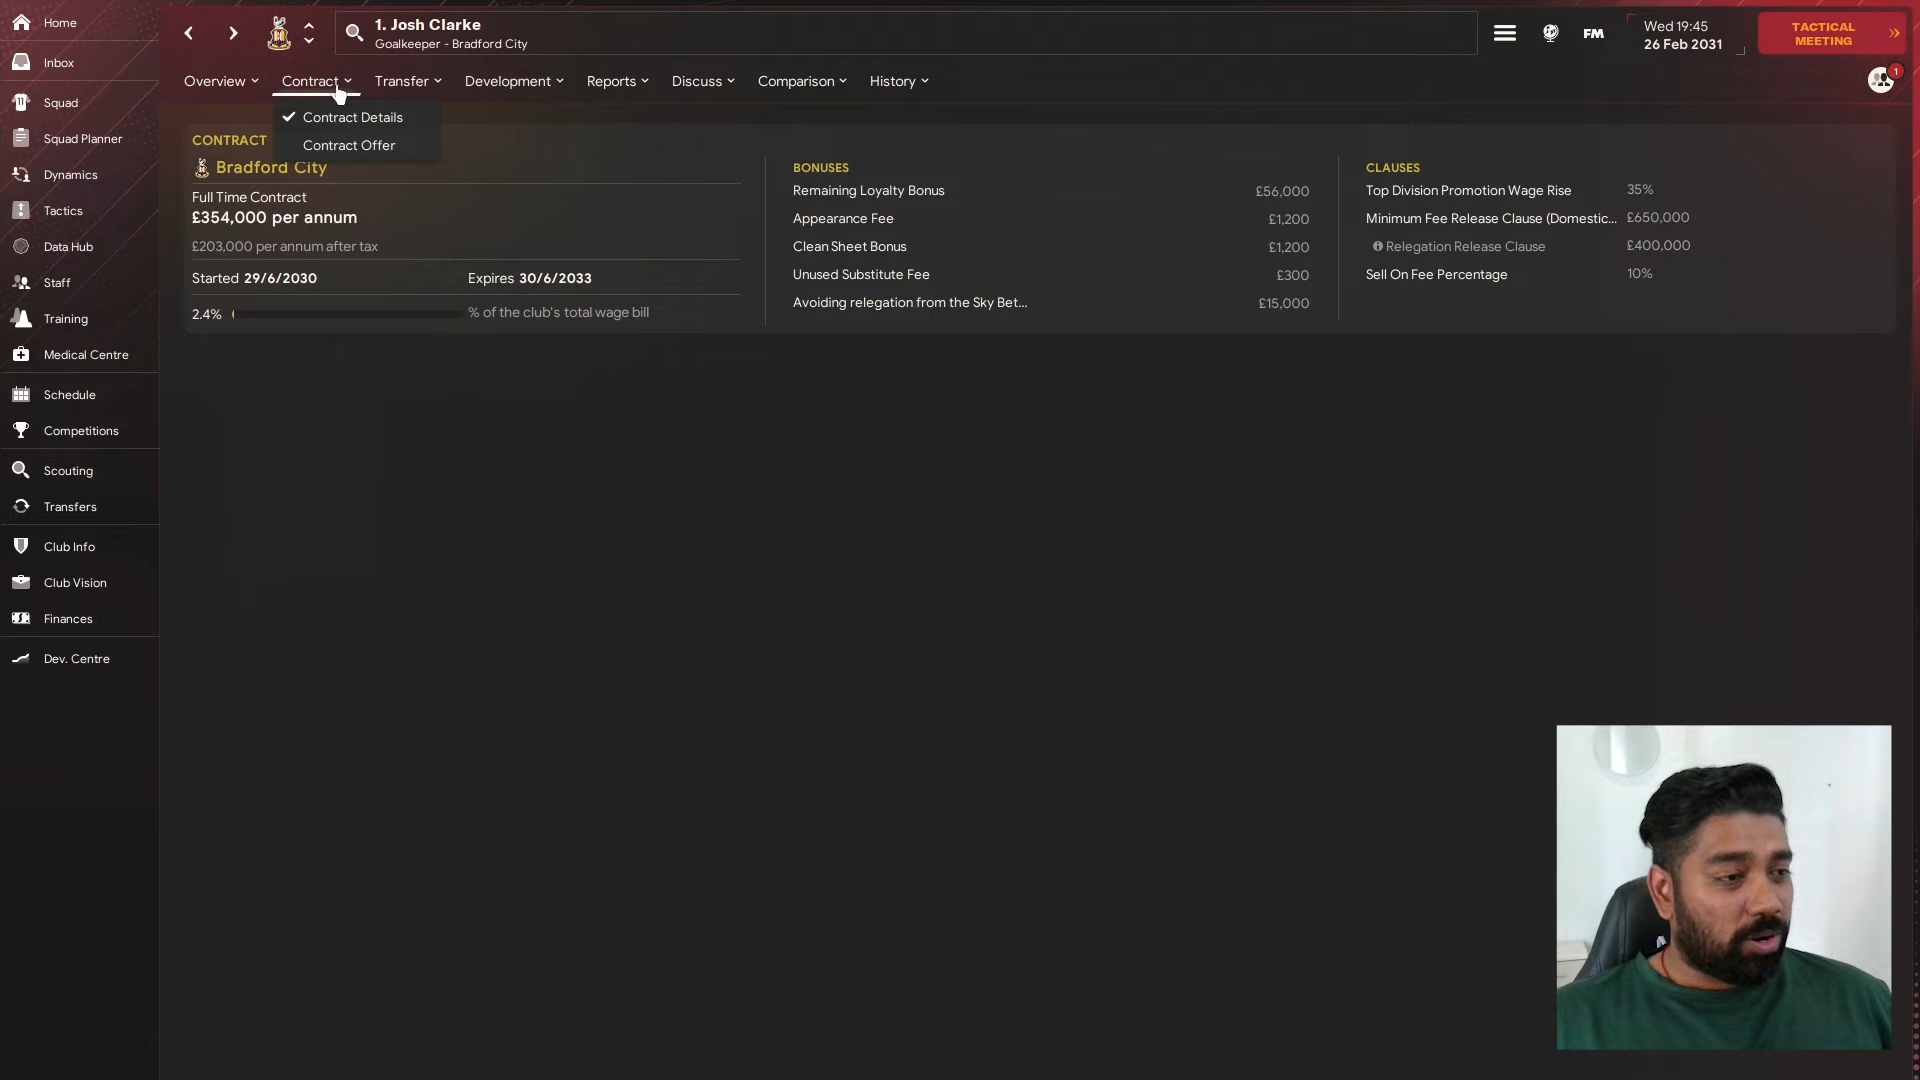 Home
Inbox
Squad
Squad Planner
Dynamics
Tactics
Data Hub
Staff
Training
Medical Centre
Schedule
Competitions
Scouting
Transfers
Club Info
Club Vision
Finances
Dev. Centre
1. Josh Clarke
Goalkeeper - Bradford City
FM
Wed 19:45
26 Feb 2031
TACTICAL
MEETING
Overview Contract Transfer Development Reports Discuss Comparison History
1
Contract Details
Contract Offer
CONTRACT
Bradford City
Full Time Contract
£354,000 per annum
£203,000 per annum after tax
Started 29/6/2030 Expires 30/6/2033
2.4% % of the club's total wage bill
BONUSES
Remaining Loyalty Bonus £56,000
Appearance Fee £1,200
Clean Sheet Bonus £1,200
Unused Substitute Fee £300
Avoiding relegation from the Sky Bet... £15,000
CLAUSES
Top Division Promotion Wage Rise 35%
Minimum Fee Release Clause (Domestic... £650,000
Relegation Release Clause £400,000
Sell On Fee Percentage 10%